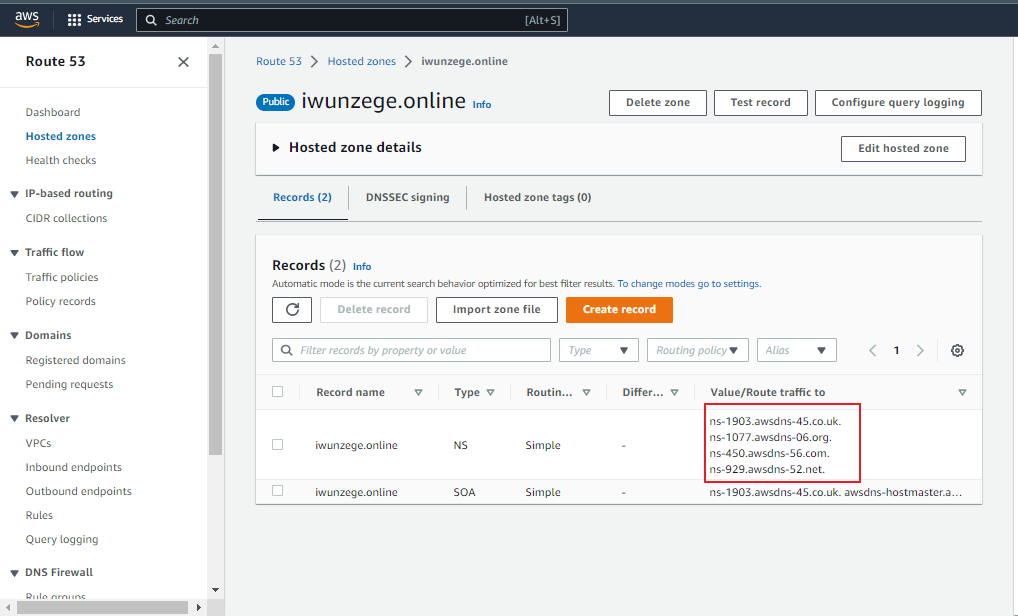 aws Services Search [Alt+S]
Route 53
Dashboard
Hosted zones
Health checks
IP-based routing
CIDR collections
Traffic flow
Traffic policies
Policy records
Domains
Registered domains
Pending requests
Resolver
VPCs
Inbound endpoints
Outbound endpoints
Rules
Query logging
DNS Firewall
Rule groups
Route 53 > Hosted zones > iwunzege.online
Public iwunzege.online Info Delete zone Test record Configure query logging
Hosted zone details Edit hosted zone
Records (2) DNSSEC signing Hosted zone tags (0)
Records (2) Info
Automatic mode is the current search behavior optimized for best filter results. To change modes go to settings.
Delete record Import zone file Create record
Filter records by property or value Type Routing policy Alias 1
Record name Type Routin... Differ... Value/Route traffic to
iwunzege.online NS Simple - ns-1903.awsdns-45.co.uk.
ns-1077.awsdns-06.org.
ns-450.awsdns-56.com.
ns-929.awsdns-52.net.
iwunzege.online SOA Simple - ns-1903.awsdns-45.co.uk. awsdns-hostmaster.a...